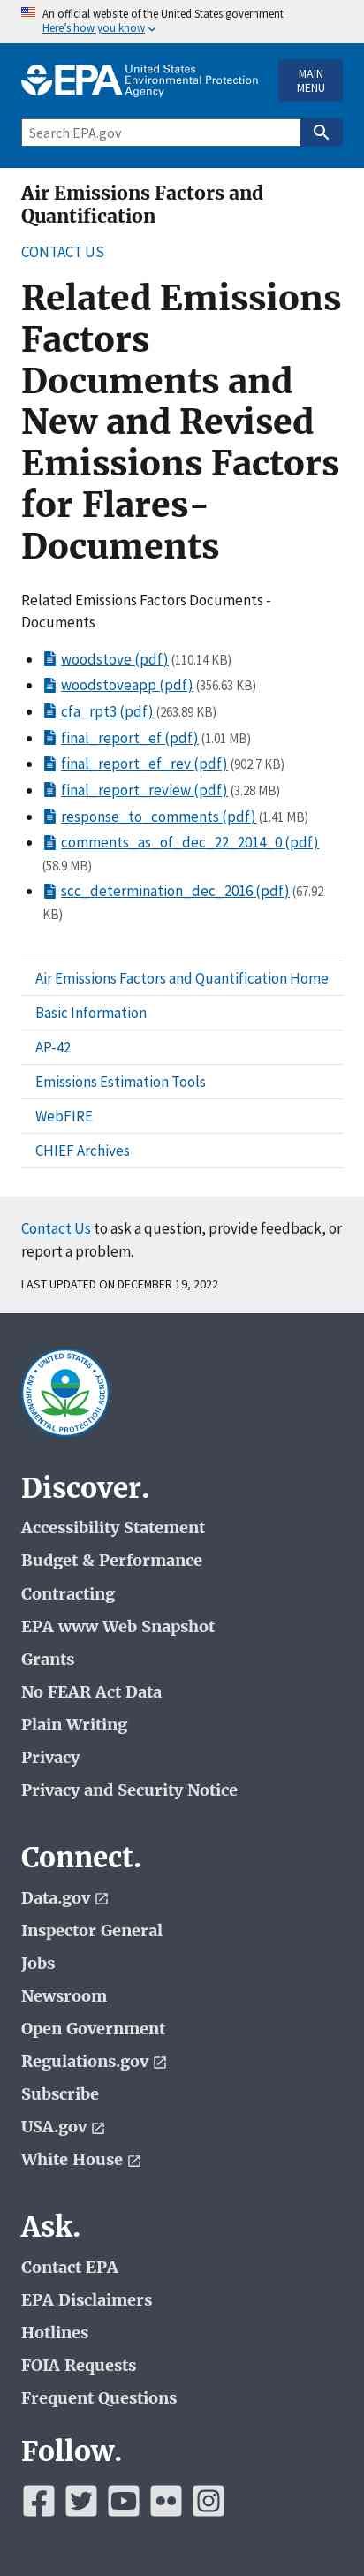 An official website of the United States government
Here's how you know
EPA United States
Environmental Protection
Agency
MAIN
MENU
Search EPA.gov
Air Emissions Factors and
Quantification
CONTACT US
Related Emissions
Factors
Documents and
New and Revised
Emissions Factors
for Flares-
Documents
Related Emissions Factors Documents -
Documents
woodstove (pdf) (110.14 KB)
woodstoveapp (pdf) (356.63 KB)
cfa_rpt3 (pdf) (263.89 KB)
final_report_ef (pdf) (1.01 MB)
final_report_ef_rev (pdf) (902.7 KB)
final_report_review (pdf) (3.28 MB)
response_to_comments (pdf) (1.41 MB)
comments_as_of_dec_22_2014_0 (pdf)
(58.9 MB)
scc_determination_dec_2016 (pdf) (67.92
KB)
Air Emissions Factors and Quantification Home
Basic Information
AP-42
Emissions Estimation Tools
WebFIRE
CHIEF Archives
Contact Us to ask a question, provide feedback, or
report a problem.
LAST UPDATED ON DECEMBER 19, 2022
UNITED STATES
ENVIRONMENTAL PROTECTION AGENCY
Discover.
Accessibility Statement
Budget & Performance
Contracting
EPA www Web Snapshot
Grants
No FEAR Act Data
Plain Writing
Privacy
Privacy and Security Notice
Connect.
Data.gov
Inspector General
Jobs
Newsroom
Open Government
Regulations.gov
Subscribe
USA.gov
White House
Ask.
Contact EPA
EPA Disclaimers
Hotlines
FOIA Requests
Frequent Questions
Follow.